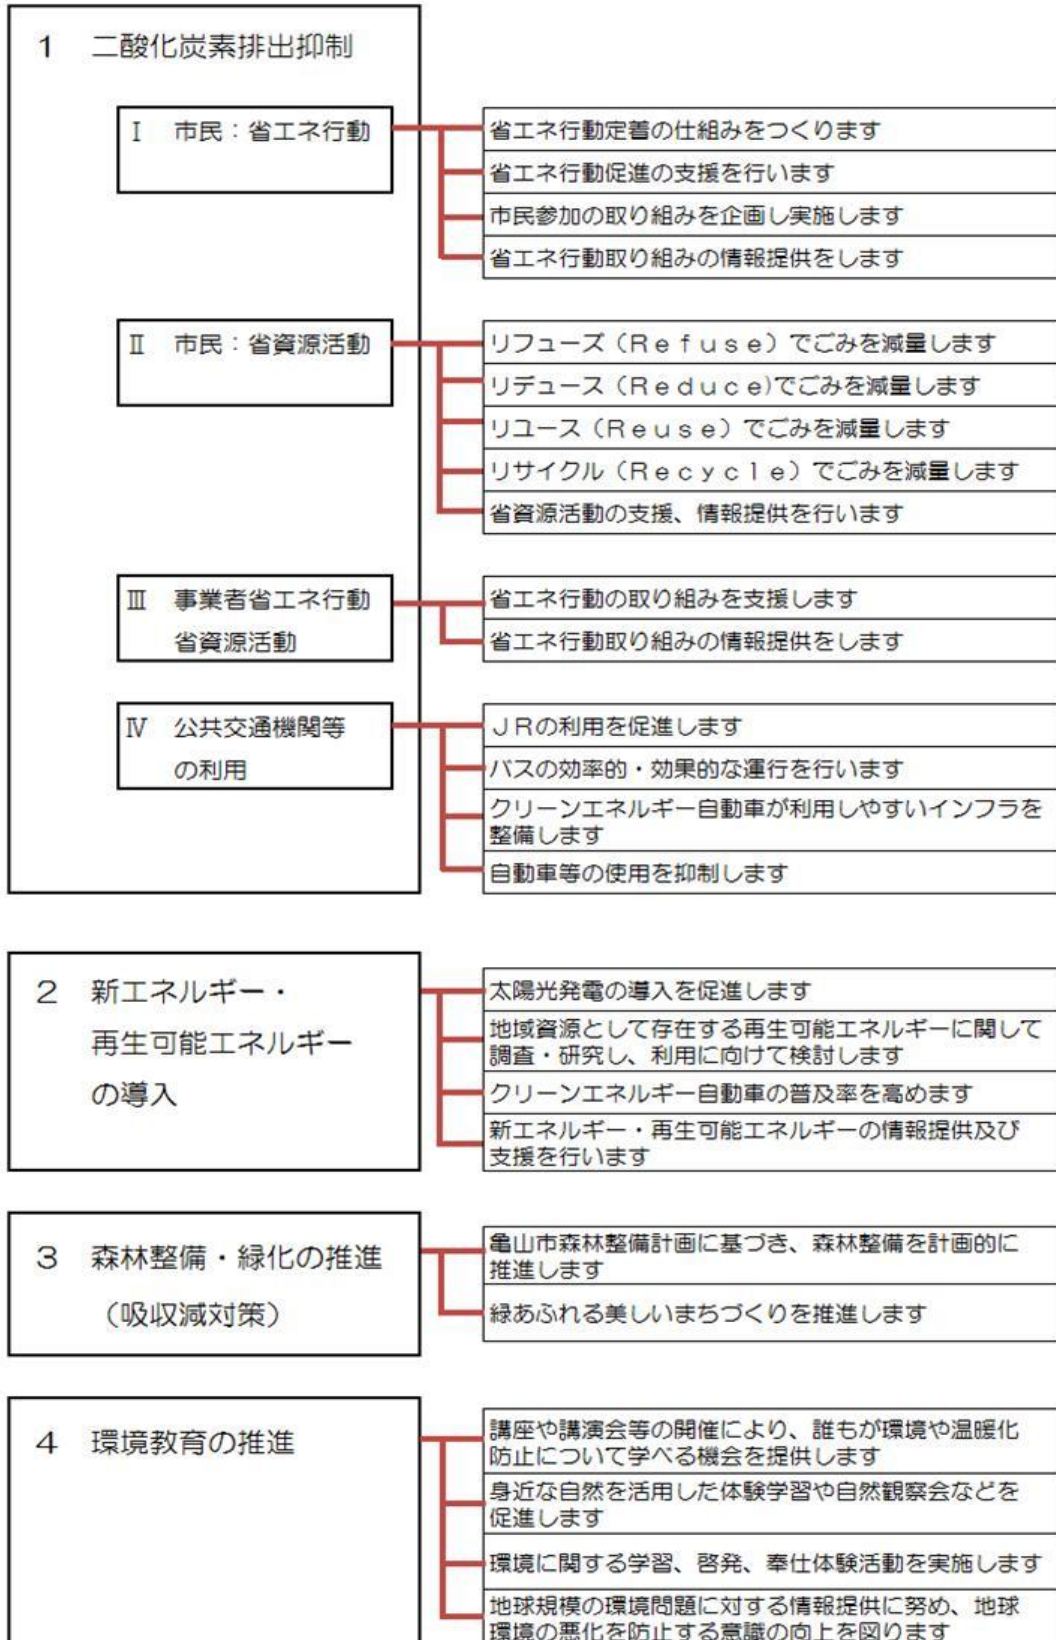 1 二酸化炭素排出抑制
Ⅰ 市民：省エネ行動
省エネ行動定着の仕組みをつくります
省エネ行動促進の支援を行います
市民参加の取り組みを企画し実施します
省エネ行動取り組みの情報提供をします
Ⅱ 市民：省資源活動
リフューズ（Ｒｅｆｕｓｅ）でごみを減量します
リデュース（Ｒｅｄｕｃｅ)でごみを減量します
リユース（Ｒｅｕｓｅ）でごみを減量します
リサイクル（Ｒｅｃｙｃｌｅ）でごみを減量します
省資源活動の支援、情報提供を行います
Ⅲ 事業者省エネ行動
省資源活動
省エネ行動の取り組みを支援します
省エネ行動取り組みの情報提供をします
Ⅳ 公共交通機関等
の利用
ＪＲの利用を促進します
バスの効率的・効果的な運行を行います
クリーンエネルギー自動車が利用しやすいインフラを
整備します
自動車等の使用を抑制します
２ 新エネルギー・
再生可能エネルギー
の導入
太陽光発電の導入を促進します
地域資源として存在する再生可能エネルギーに関して
調査・研究し、利用に向けて検討します
クリーンエネルギー自動車の普及率を高めます
新エネルギー・再生可能エネルギーの情報提供及び
支援を行います
３ 森林整備・緑化の推進
（吸収減対策）
亀山市森林整備計画に基づき、森林整備を計画的に
推進します
緑あふれる美しいまちづくりを推進します
４ 環境教育の推進
講座や講演会等の開催により、誰もが環境や温暖化
防止について学べる機会を提供します
身近な自然を活用した体験学習や自然観察会などを
促進します
環境に関する学習、啓発、奉仕体験活動を実施します
地球規模の環境問題に対する情報提供に努め、地球
環境の悪化を防止する意識の向上を図ります